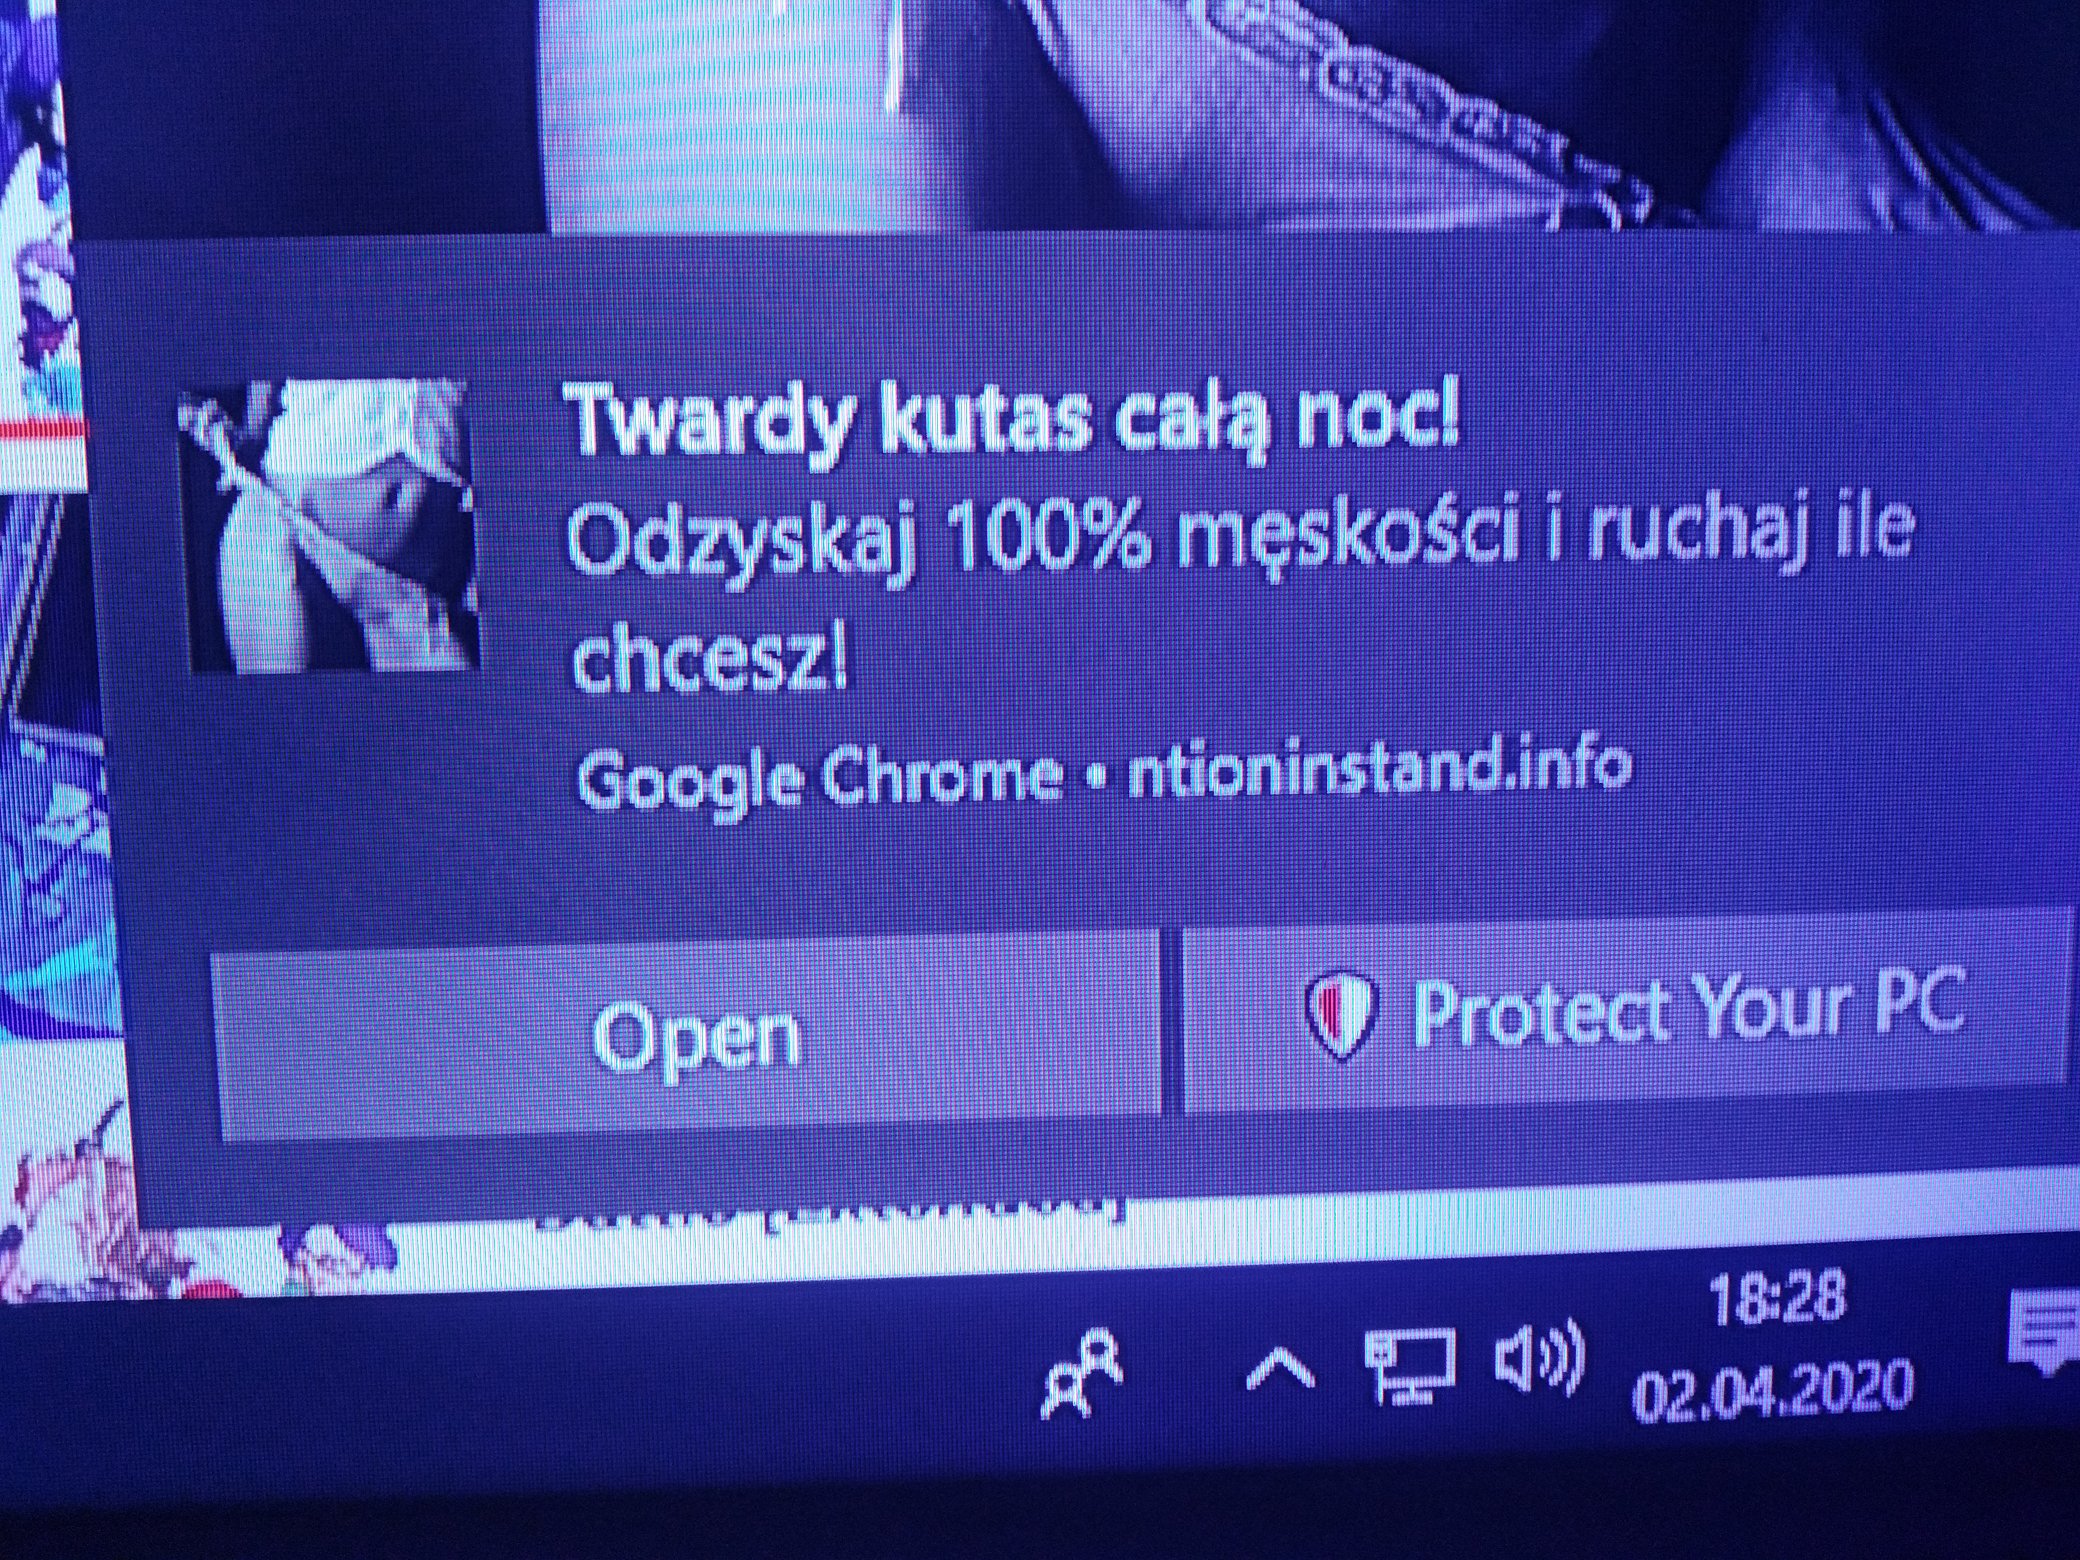 Twardy kutas całą noc!
Odzyskaj 100% męskości i ruchaj ile
chcesz!
Google Chrome • ntioninstand.info
Open
Protect Your PC
18:28
02.04.2020